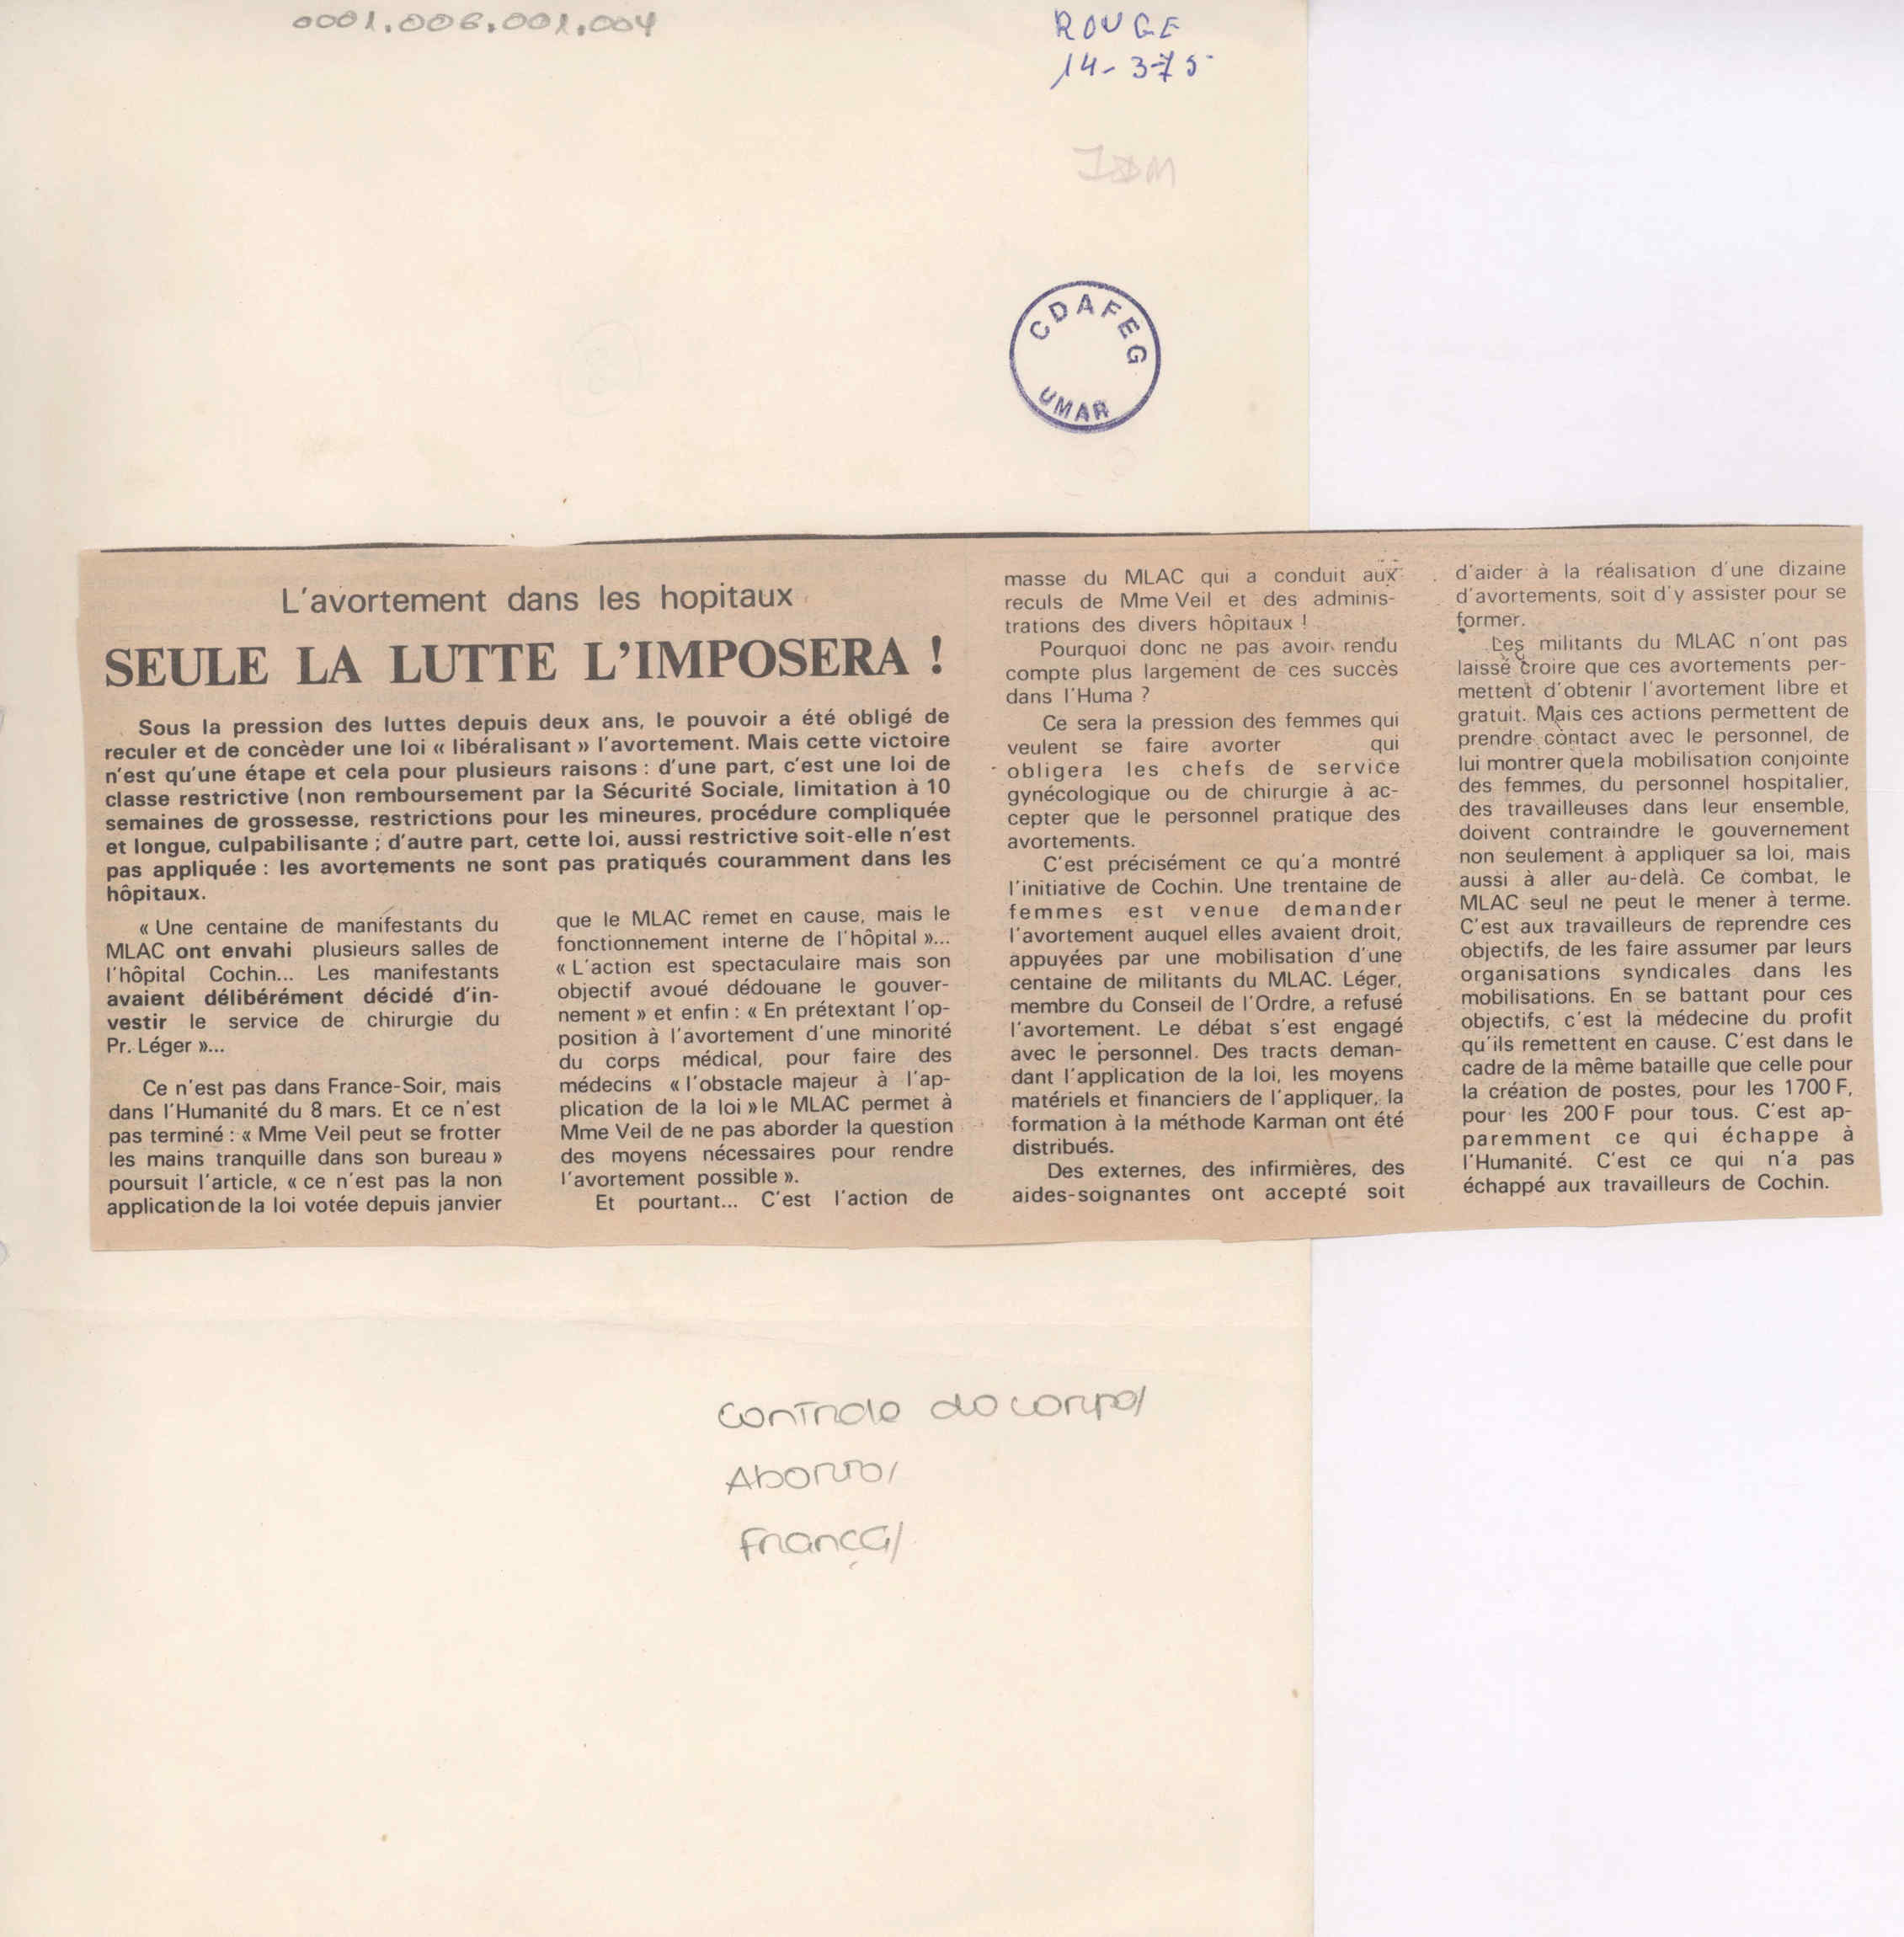 0001.006.001.004
ROUGE
14-3-75
CDAFEG
UMAR
L'avortement dans les hopitaux
SEULE LA LUTTE L'IMPOSERA !
Sous la pression des luttes depuis deux ans, le pouvoir a été obligé de
reculer et de concèder une loi « libéralisant » l'avortement. Mais cette victoire
n'est qu'une étape et cela pour plusieurs raisons : d'une part, c'est une loi de
classe restrictive (non remboursement par la Sécurité Sociale, limitation à 10
semaines de grossesse, restrictions pour les mineures, procédure compliquée
et longue, culpabilisante ; d'autre part, cette loi, aussi restrictive soit-elle n'est
pas appliquée : les avortements ne sont pas pratiqués couramment dans les
hôpitaux.
« Une centaine de manifestants du
MLAC ont envahi plusieurs salles de
l'hôpital Cochin... Les manifestants
avaient délibérément décidé d'in-
vestir le service de chirurgie du
Pr. Léger »...
Ce n'est pas dans France-Soir, mais
dans l'Humanité du 8 mars. Et ce n'est
pas terminé : « Mme Veil peut se frotter
les mains tranquille dans son bureau »
poursuit l'article, « ce n'est pas la non
application de la loi votée depuis janvier
que le MLAC remet en cause, mais le
fonctionnement interne de l'hôpital »...
« L'action est spectaculaire mais son
objectif avoué dédouane le gouver-
nement » et enfin : « En prétextant l'op-
position à l'avortement d'une minorité
du corps médical, pour faire des
médecins « l'obstacle majeur à l'ap-
plication de la loi » le MLAC permet à
Mme Veil de ne pas aborder la question
des moyens nécessaires pour rendre
l'avortement possible ».
Et pourtant... C'est l'action de
masse du MLAC qui a conduit aux
reculs de Mme Veil et des adminis-
trations des divers hôpitaux !
Pourquoi donc ne pas avoir rendu
compte plus largement de ces succès
dans l'Huma ?
Ce sera la pression des femmes qui
veulent se faire avorter qui
obligera les chefs de service
gynécologique ou de chirurgie à ac-
cepter que le personnel pratique des
avortements.
C'est précisément ce qu'a montré
l'initiative de Cochin. Une trentaine de
femmes est venue demander
l'avortement auquel elles avaient droit,
appuyées par une mobilisation d'une
centaine de militants du MLAC. Léger,
membre du Conseil de l'Ordre, a refusé
l'avortement. Le débat s'est engagé
avec le personnel. Des tracts deman-
dant l'application de la loi, les moyens
matériels et financiers de l'appliquer, la
formation à la méthode Karman ont été
distribués.
Des externes, des infirmières, des
aides-soignantes ont accepté soit
d'aider à la réalisation d'une dizaine
d'avortements, soit d'y assister pour se
former.
Les militants du MLAC n'ont pas
laissé croire que ces avortements per-
mettent d'obtenir l'avortement libre et
gratuit. Mais ces actions permettent de
prendre contact avec le personnel, de
lui montrer que la mobilisation conjointe
des femmes, du personnel hospitalier,
des travailleuses dans leur ensemble,
doivent contraindre le gouvernement
non seulement à appliquer sa loi, mais
aussi à aller au-delà. Ce combat, le
MLAC seul ne peut le mener à terme.
C'est aux travailleurs de reprendre ces
objectifs, de les faire assumer par leurs
organisations syndicales dans les
mobilisations. En se battant pour ces
objectifs, c'est la médecine du profit
qu'ils remettent en cause. C'est dans le
cadre de la même bataille que celle pour
la création de postes, pour les 1700 F,
pour les 200 F pour tous. C'est ap-
paremment ce qui échappe à
l'Humanité. C'est ce qui n'a pas
échappé aux travailleurs de Cochin.
Controle do corpo/
Aborto/
França/